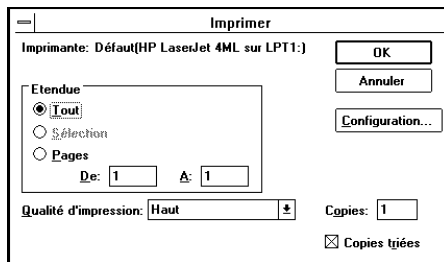 Imprimer
Imprimante: Défaut(HP LaserJet 4ML sur LPT1:)
OK
Annuler
Configuration...
Etendue
Tout
Sélection
Pages
De: 1 A: 1
Qualité d'impression: Haut
Copies: 1
Copies triées